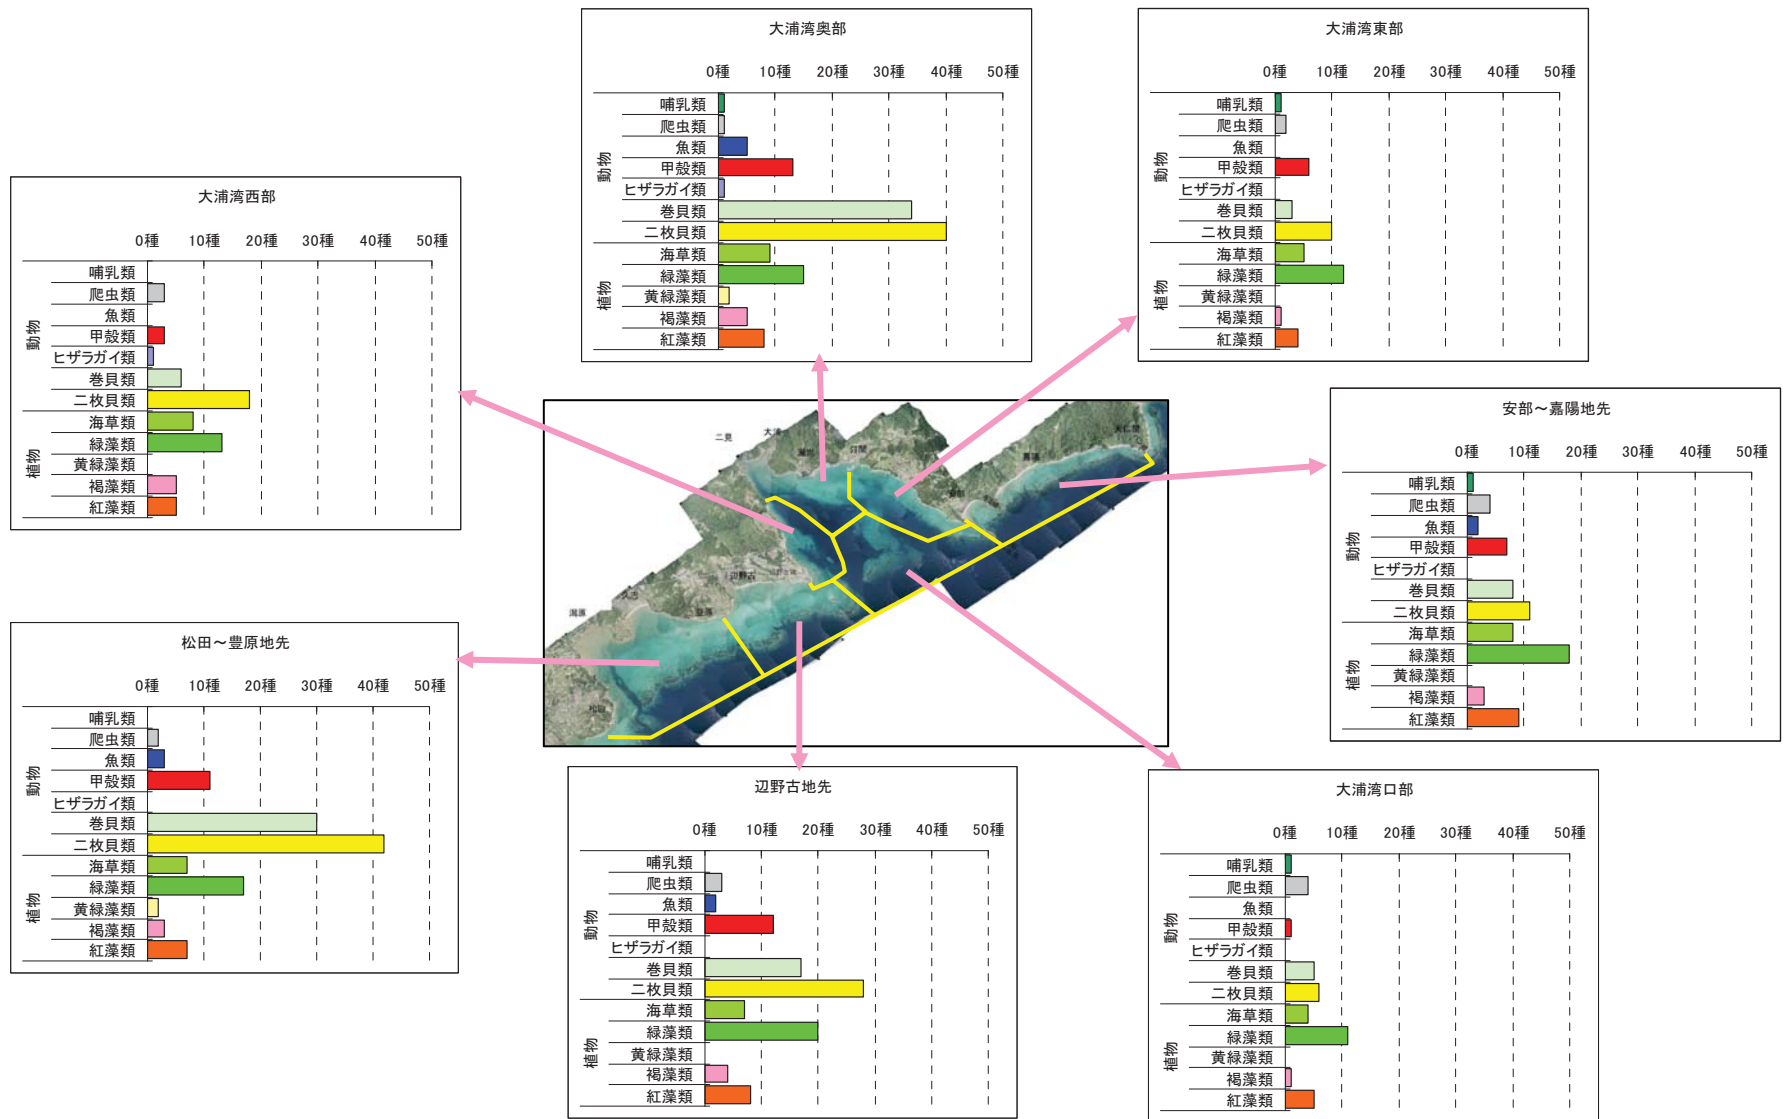 大浦湾奥部
0種 10種 20種 30種 40種 50種
動物
哺乳類
爬虫類
魚類
甲殻類
ヒザラガイ類
巻貝類
二枚貝類
植物
海草類
緑藻類
黄緑藻類
褐藻類
紅藻類
大浦湾東部
0種 10種 20種 30種 40種 50種
動物
哺乳類
爬虫類
魚類
甲殻類
ヒザラガイ類
巻貝類
二枚貝類
植物
海草類
緑藻類
黄緑藻類
褐藻類
紅藻類
大浦湾西部
0種 10種 20種 30種 40種 50種
動物
哺乳類
爬虫類
魚類
甲殻類
ヒザラガイ類
巻貝類
二枚貝類
植物
海草類
緑藻類
黄緑藻類
褐藻類
紅藻類
安部～嘉陽地先
0種 10種 20種 30種 40種 50種
動物
哺乳類
爬虫類
魚類
甲殻類
ヒザラガイ類
巻貝類
二枚貝類
植物
海草類
緑藻類
黄緑藻類
褐藻類
紅藻類
二見
大浦
辺野古
豊原
潟原
松田
松田～豊原地先
0種 10種 20種 30種 40種 50種
動物
哺乳類
爬虫類
魚類
甲殻類
ヒザラガイ類
巻貝類
二枚貝類
植物
海草類
緑藻類
黄緑藻類
褐藻類
紅藻類
辺野古地先
0種 10種 20種 30種 40種 50種
動物
哺乳類
爬虫類
魚類
甲殻類
ヒザラガイ類
巻貝類
二枚貝類
植物
海草類
緑藻類
黄緑藻類
褐藻類
紅藻類
大浦湾口部
0種 10種 20種 30種 40種 50種
動物
哺乳類
爬虫類
魚類
甲殻類
ヒザラガイ類
巻貝類
二枚貝類
植物
海草類
緑藻類
黄緑藻類
褐藻類
紅藻類